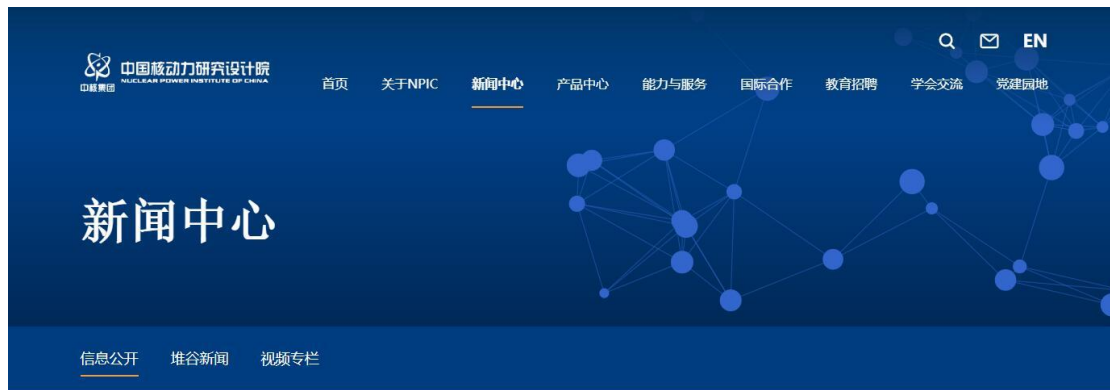 EN
中国核动力研究设计院
NUCLEAR POWER INSTITUTE OF CHINA
中核集团
首页 关于NPIC 新闻中心 产品中心 能力与服务 国际合作 教育招聘 学会交流 党建园地
新闻中心
信息公开 堆谷新闻 视频专栏